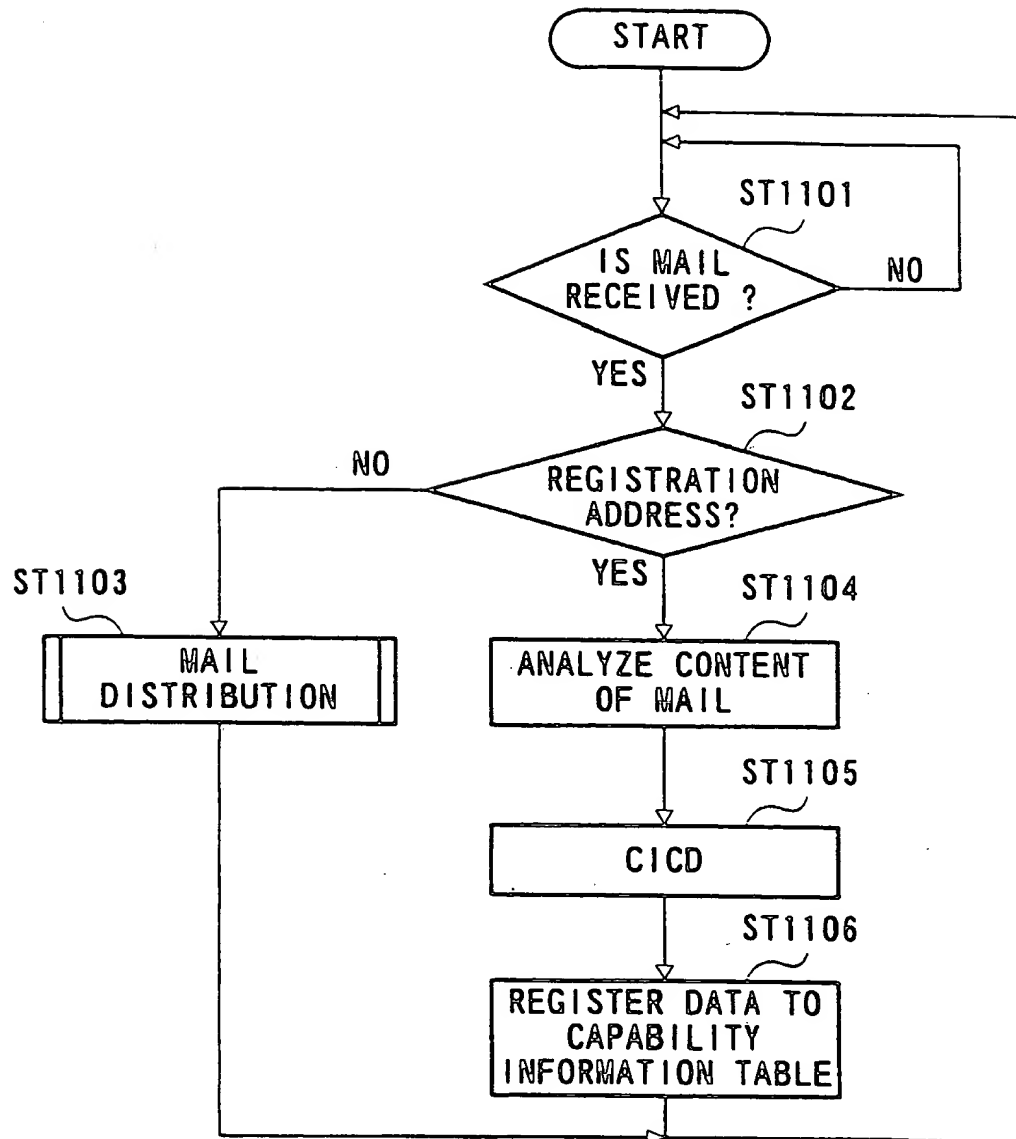 START
ST1101
IS MAIL
RECEIVED ?
NO
YES
ST1102
NO
REGISTRATION
ADDRESS?
YES
ST1103
ST1104
MAIL
DISTRIBUTION
ANALYZE CONTENT
OF MAIL
ST1105
CICD
ST1106
REGISTER DATA TO
CAPABILITY
INFORMATION TABLE